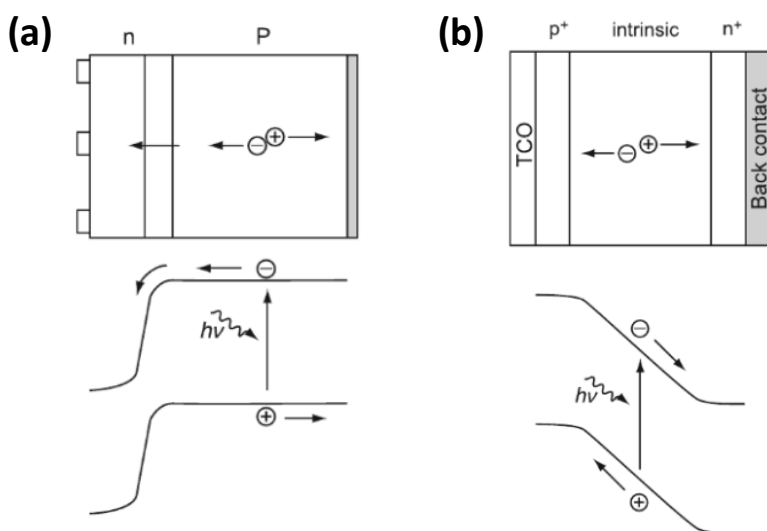 (a)
n P
hν
(b)
p+ intrinsic n+
TCO
Back contact
hν